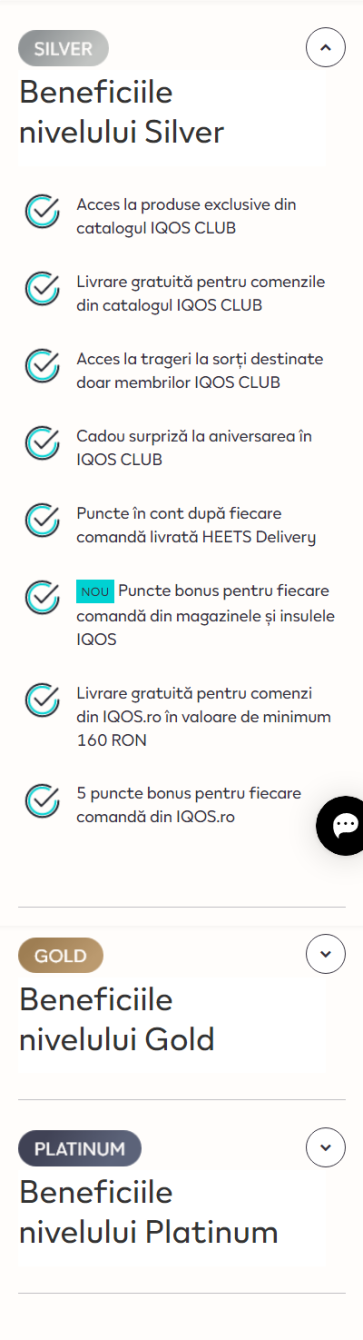 SILVER
Beneficiile
nivelului Silver
Acces la produse exclusive din
catalogul IQOS CLUB
Livrare gratuită pentru comenzile
din catalogul IQOS CLUB
Acces la trageri la sorți destinate
doar membrilor IQOS CLUB
Cadou surpriză la aniversarea în
IQOS CLUB
Puncte în cont după fiecare
comandă livrată HEETS Delivery
NOU Puncte bonus pentru fiecare
comandă din magazinele și insulele
IQOS
Livrare gratuită pentru comenzi
din IQOS.ro în valoare de minimum
160 RON
5 puncte bonus pentru fiecare
comandă din IQOS.ro
GOLD
Beneficiile
nivelului Gold
PLATINUM
Beneficiile
nivelului Platinum